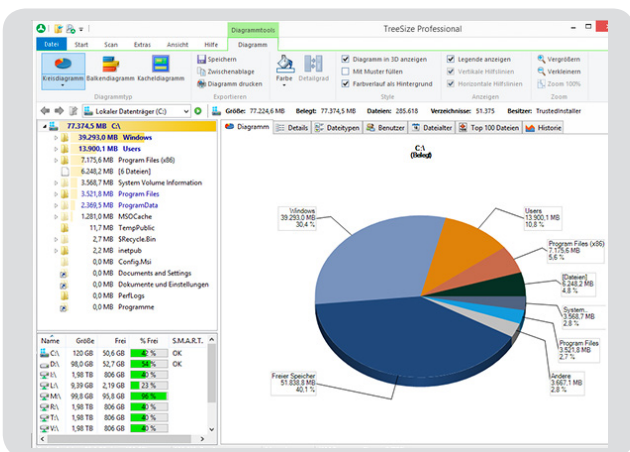 Diagrammtools
TreeSize Professional
Datei Start Scan Extras Ansicht Hilfe Diagramm
Kreisdiagramm Balkendiagramm Kacheldiagramm
Diagrammtyp
Speichern
Zwischenablage
Diagramm drucken
Exportieren
Farbe Detailgrad
Diagramm in 3D anzeigen
Mit Muster füllen
Farbverlauf als Hintergrund
Style
Legende anzeigen
Vertikale Hilfslinien
Horizontale Hilfslinien
Anzeigen
Vergrößern
Verkleinern
Zoom 100%
Zoom
Lokaler Datenträger (C:)
Größe: 77.224,6 MB Belegt: 77.374,5 MB Dateien: 285.618 Verzeichnisse: 51.375 Besitzer: TrustedInstaller
77.374,5 MB C:\
39.293,0 MB Windows
13.900,1 MB Users
7.175,6 MB Program Files (x86)
6.248,2 MB [6 Dateien]
3.568,7 MB System Volume Information
3.521,8 MB Program Files
2.369,5 MB ProgramData
1.281,0 MB MSOCache
11,7 MB TempPublic
2,7 MB $Recycle.Bin
2,2 MB inetpub
0,0 MB Config.Msi
0,0 MB Documents and Settings
0,0 MB Dokumente und Einstellungen
0,0 MB PerfLogs
0,0 MB Programme
Diagramm Details Dateitypen Benutzer Dateialter Top 100 Dateien Historie
C:\
(Belegt)
Windows
39.293,0 MB
30,4 %
Users
13.900,1 MB
10,8 %
Program Files (x86)
7.175,6 MB
5,6 %
[Dateien]
6.248,2 MB
4,8 %
System...
3.568,7 MB
2,8 %
Program Files
3.521,8 MB
2,7 %
Andere
3.667,1 MB
2,8 %
Freier Speicher
51.838,8 MB
40,1 %
Name Größe Frei % Frei S.M.A.R.T.
C:\ 120 GB 50,6 GB 42 % OK
D:\ 98,0 GB 52,7 GB 54 % OK
I:\ 1,98 TB 806 GB 40 %
L:\ 9,39 GB 2,19 GB 23 %
M:\ 99,8 GB 95,8 GB 96 %
R:\ 1,98 TB 806 GB 40 %
T:\ 1,98 TB 806 GB 40 %
V:\ 1,98 TB 806 GB 40 %